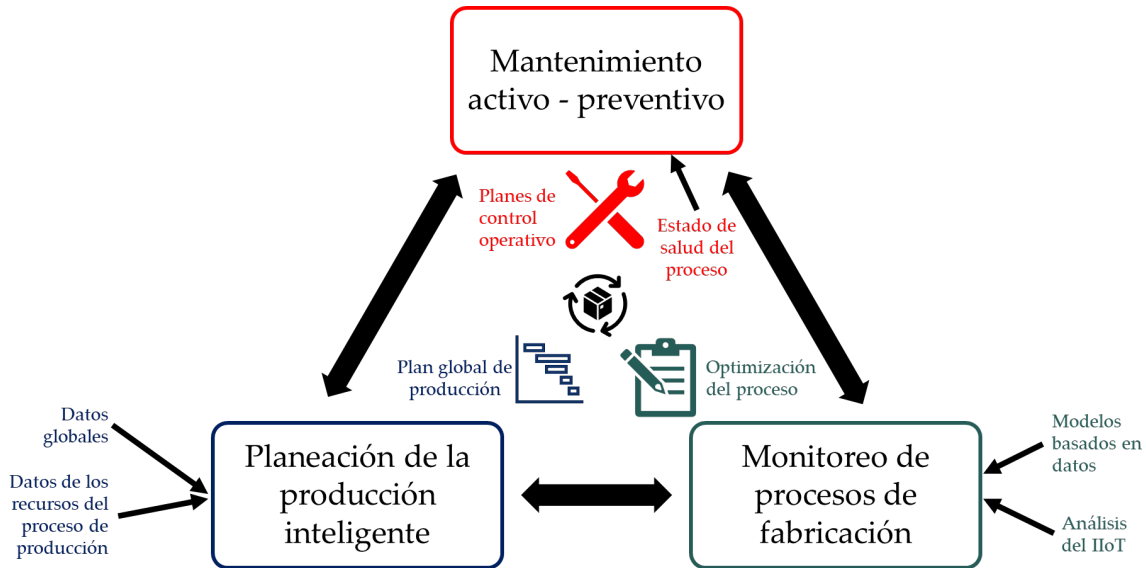 Mantenimiento
activo - preventivo
Planes de
control
operativo
Estado de
salud del
proceso
Plan global de
producción
Optimización
del proceso
Datos
globales
Datos de los
recursos del
proceso de
producción
Planeación de la
producción
inteligente
Monitoreo de
procesos de
fabricación
Modelos
basados en
datos
Análisis
del IIoT